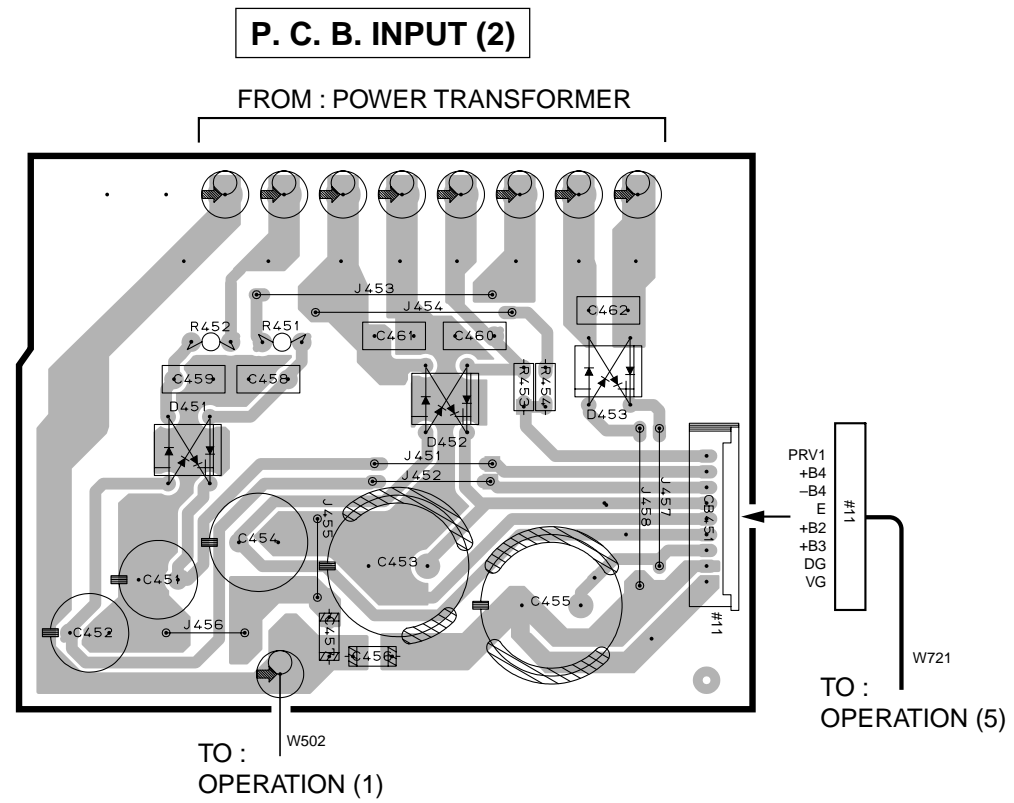 P. C. B. INPUT (2)
FROM : POWER TRANSFORMER
J453
J454
C462
R452
R451
C461
C460
C459
C458
R453
R454
D451
D452
D453
J451
J452
J455
J457
J458
CB451
PRV1
+B4
–B4
E
+B2
+B3
DG
VG
#11
C454
C453
C451
C455
C452
J456
C457
C456
#11
W721
TO :
OPERATION (5)
W502
TO :
OPERATION (1)